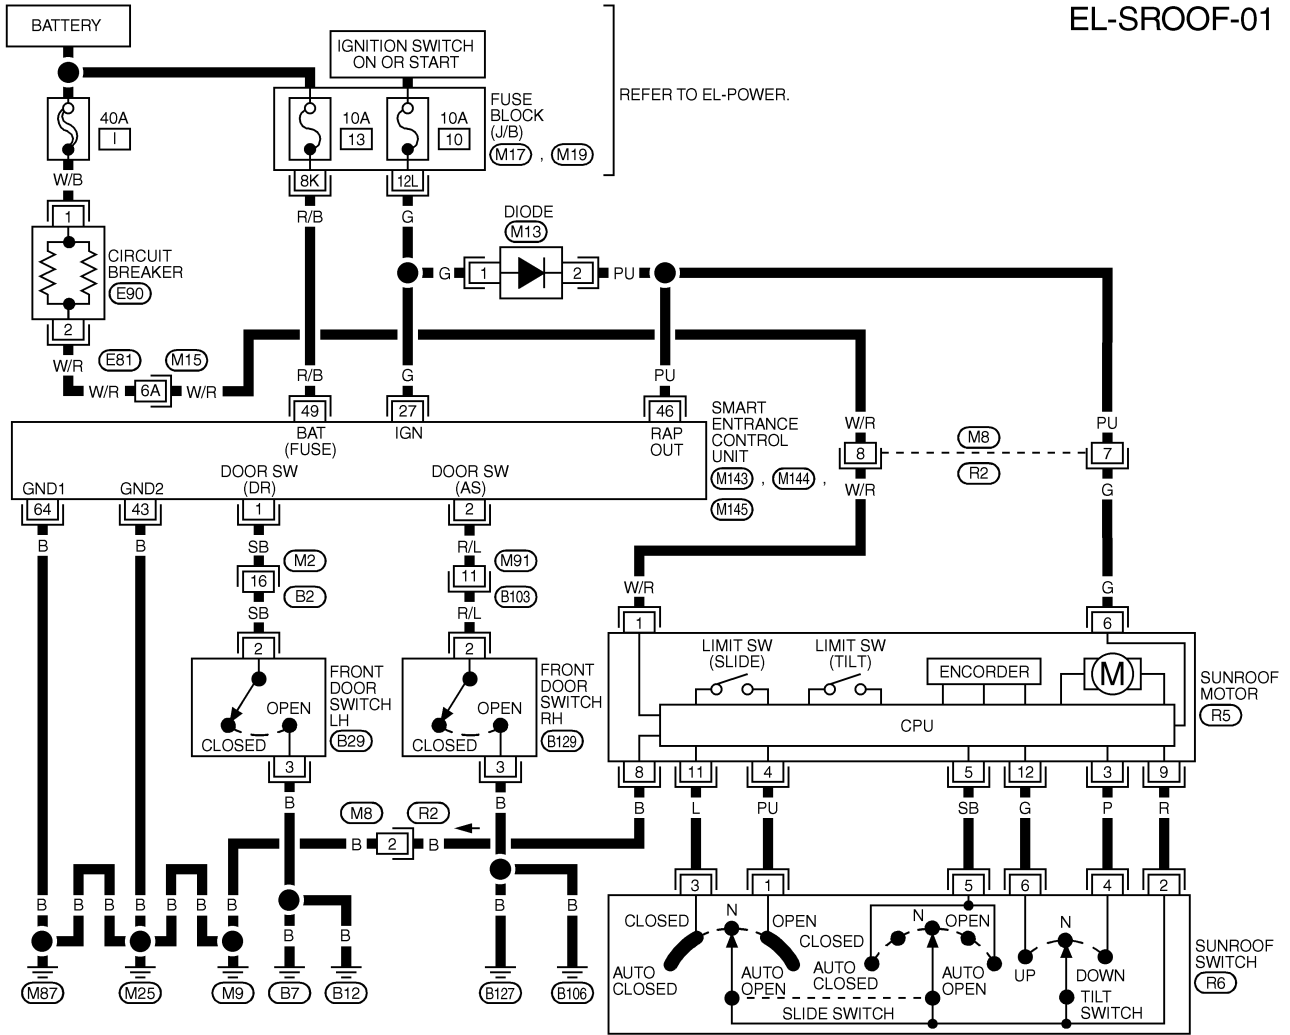 EL-SROOF-01
BATTERY
IGNITION SWITCH
ON OR START
REFER TO EL-POWER.
40A
I
10A
13
10A
10
FUSE
BLOCK
(J/B)
M17 , M19
W/B
8K
12L
1
R/B
G
DIODE
M13
CIRCUIT
BREAKER
E90
G
1
2
PU
2
W/R
E81
M15
W/R
6A
W/R
R/B
G
PU
49
27
46
BAT
(FUSE)
IGN
RAP
OUT
SMART
ENTRANCE
CONTROL
UNIT
M143 , M144 ,
M145
W/R
PU
8
M8
7
R2
W/R
G
DOOR SW
(DR)
DOOR SW
(AS)
GND1
GND2
64
43
1
2
B
B
SB
R/L
M2
M91
16
11
B2
B103
SB
R/L
W/R
G
2
2
1
6
FRONT
DOOR
SWITCH
LH
B29
OPEN
CLOSED
FRONT
DOOR
SWITCH
RH
B129
OPEN
CLOSED
LIMIT SW
(SLIDE)
LIMIT SW
(TILT)
ENCORDER
M
CPU
SUNROOF
MOTOR
R5
3
3
8
11
4
5
12
3
9
B
B
B
L
PU
SB
G
P
R
M8
R2
B
2
B
3
1
5
6
4
2
B
B
B
B
B
B
B
B
B
B
B
M87
M25
M9
B7
B12
B127
B106
CLOSED
N
OPEN
AUTO
CLOSED
AUTO
OPEN
CLOSED
N
OPEN
AUTO
CLOSED
AUTO
OPEN
SLIDE SWITCH
N
UP
DOWN
TILT
SWITCH
SUNROOF
SWITCH
R6